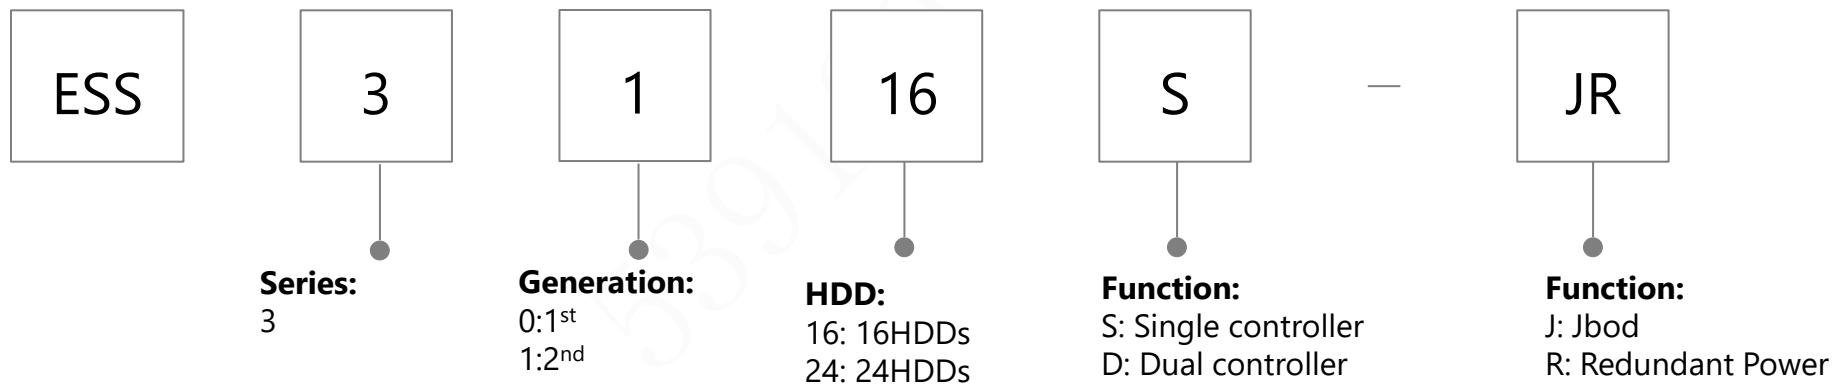 ESS 3 1 16 S — JR
Series:
3
Generation:
0:1st
1:2nd
HDD:
16: 16HDDs
24: 24HDDs
Function:
S: Single controller
D: Dual controller
Function:
J: Jbod
R: Redundant Power